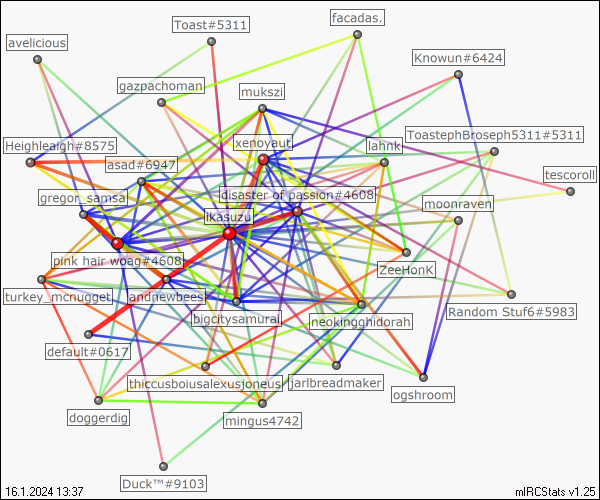 Toast#5311
facadas.
avelicious
Knowun#6424
gazpachoman
mukszi
ToastephBroseph5311#5311
xenoyaut
Heighleaigh#8575
lahnk
asad#6947
tescoroll
disaster of passion#4608
gregor_samsa
moonraven
ikasuzu
pink hair woag#4608
ZeeHonK
turkey_mcnugget
andnewbees
Random Stuf6#5983
bigcitysamurai
neokingghidorah
default#0617
thiccusboiusalexusjoneus
jarlbreadmaker
ogshroom
doggerdig
mingus4742
Duck™#9103
16.1.2024 13:37
mIRCStats v1.25